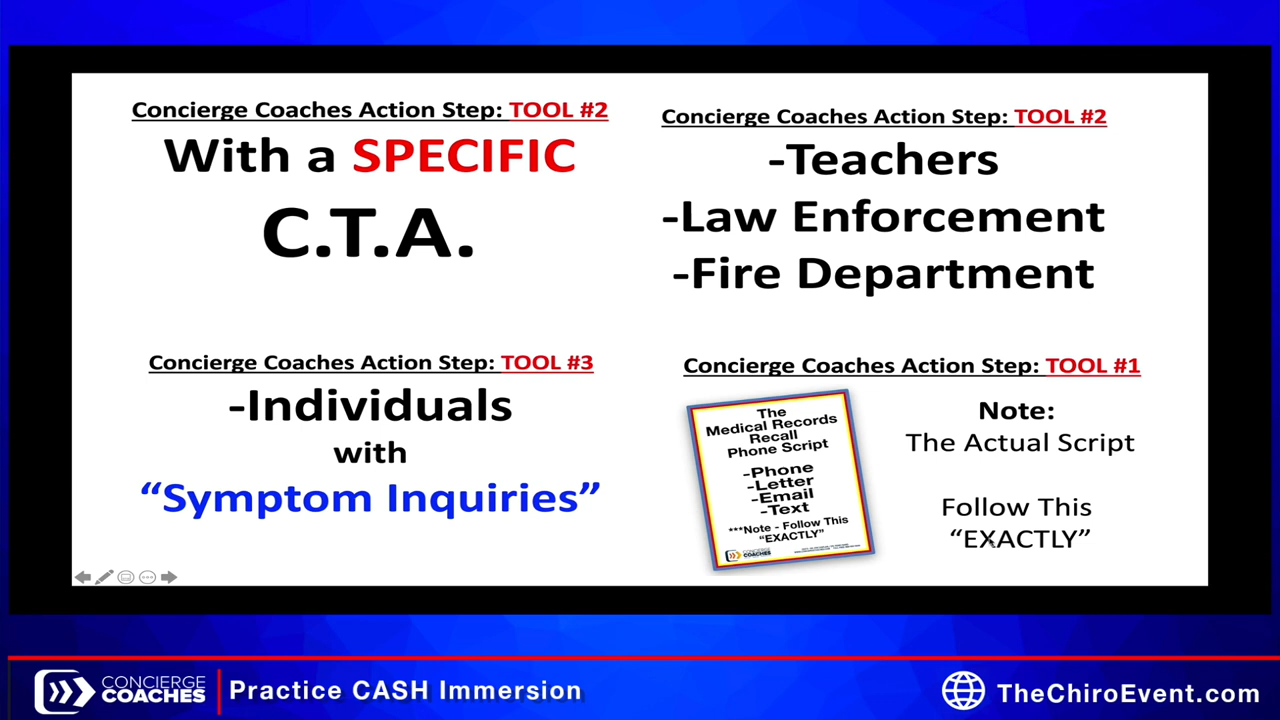 Concierge Coaches Action Step: TOOL #2
With a SPECIFIC
C.T.A.
Concierge Coaches Action Step: TOOL #2
-Teachers
-Law Enforcement
-Fire Department
Concierge Coaches Action Step: TOOL #3
-Individuals
with
“Symptom Inquiries”
Concierge Coaches Action Step: TOOL #1
The
Medical Records
Recall
Phone Script
-Phone
-Letter
-Email
-Text
***Note - Follow This
“EXACTLY”
CONCIERGE
COACHES
Note:
The Actual Script
Follow This
“EXACTLY”
CONCIERGE
COACHES
Practice CASH Immersion
TheChiroEvent.com